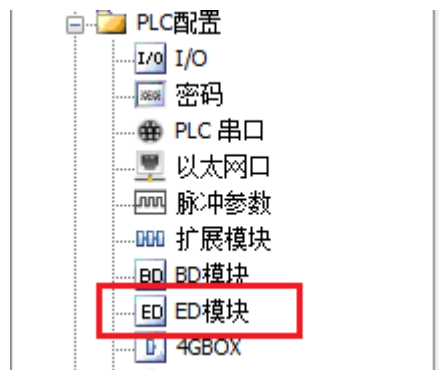 PLC配置
I/O I/O
密码
PLC 串口
以太网口
脉冲参数
扩展模块
BD BD模块
ED ED模块
4GBOX